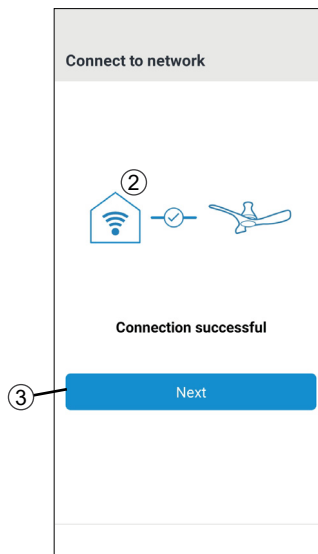 Connect to network
②
Connection successful
③
Next